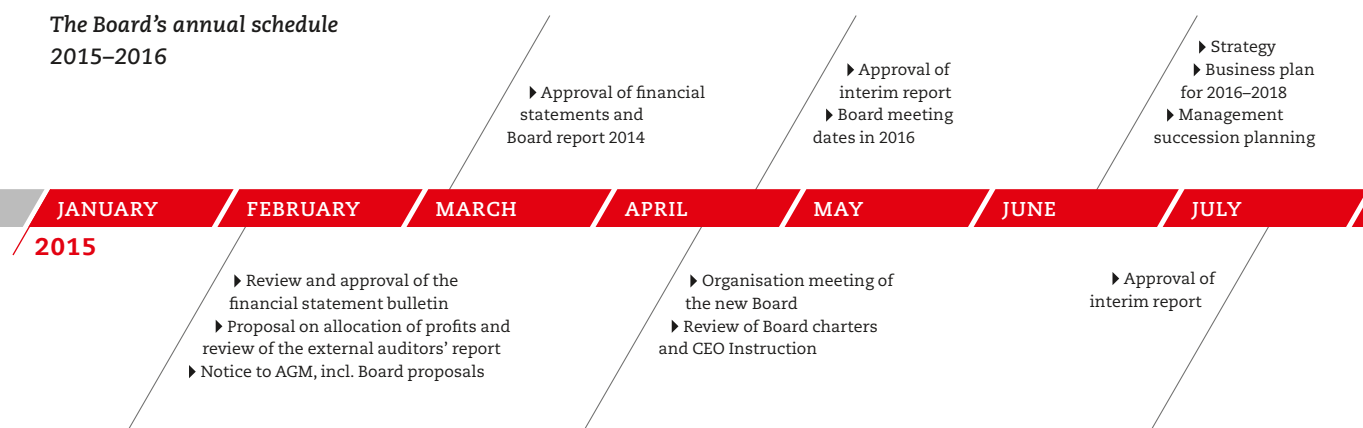 The Board's annual schedule
2015–2016
▶ Approval of financial
statements and
Board report 2014
▶ Approval of
interim report
▶ Board meeting
dates in 2016
▶ Strategy
▶ Business plan
for 2016–2018
▶ Management
succession planning
JANUARY FEBRUARY MARCH APRIL MAY JUNE JULY
2015
▶ Review and approval of the
financial statement bulletin
▶ Proposal on allocation of profits and
review of the external auditors' report
▶ Notice to AGM, incl. Board proposals
▶ Organisation meeting of
the new Board
▶ Review of Board charters
and CEO Instruction
▶ Approval of
interim report